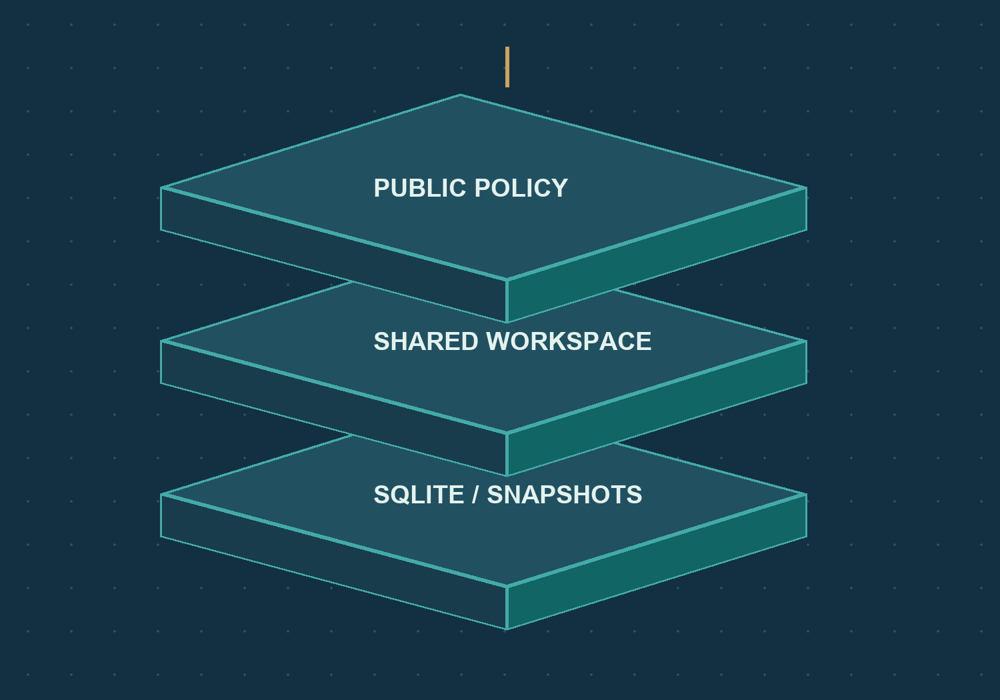 PUBLIC POLICY
SHARED WORKSPACE
SQLITE / SNAPSHOTS